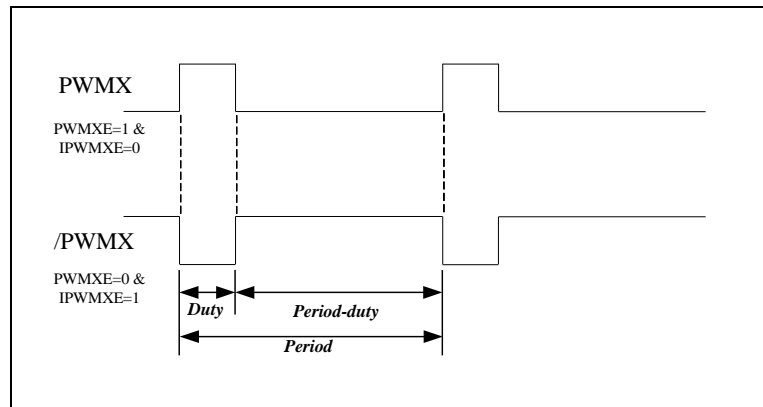 PWMX
PWMXE=1 &
IPWMXE=0
/PWMX
PWMXE=0 &
IPWMXE=1
Duty
Period-duty
Period